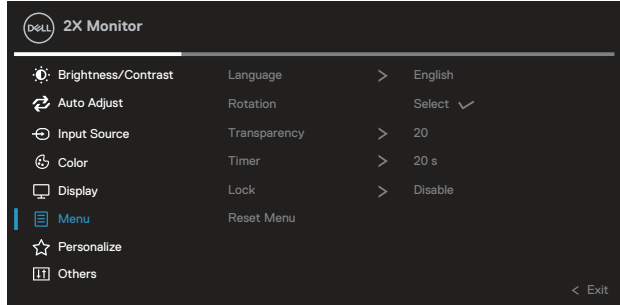 DELL 2X Monitor
Brightness/Contrast Language > English
Auto Adjust Rotation Select ✓
Input Source Transparency > 20
Color Timer > 20 s
Display Lock > Disable
Menu Reset Menu
Personalize
Others
< Exit